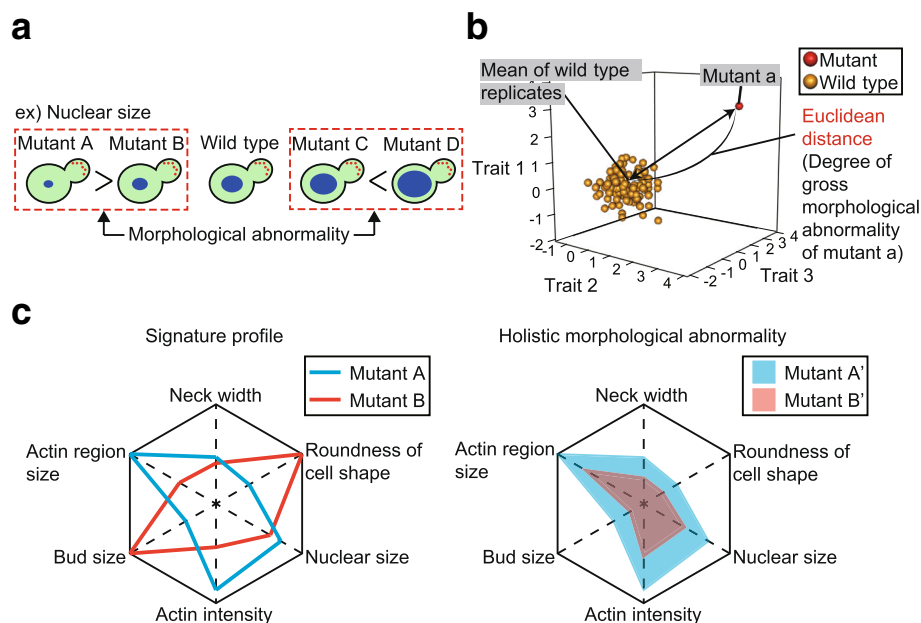 a
ex) Nuclear size
Mutant A
Mutant B
Wild type
Mutant C
Mutant D
>
<
Morphological abnormality
b
Mean of wild type
replicates
Mutant a
Mutant
Wild type
Euclidean
distance
(Degree of
gross
morphological
abnormality
of mutant a)
4
3
2
Trait 1
1
0
-1
-2
-1
0
1
2
3
4
Trait 2
-2
-1
0
1
2
3
4
Trait 3
c
Signature profile
Mutant A
Mutant B
Neck width
Actin region
size
Roundness of
cell shape
*
Bud size
Nuclear size
Actin intensity
Holistic morphological abnormality
Mutant A'
Mutant B'
Neck width
Actin region
size
Roundness of
cell shape
*
Bud size
Nuclear size
Actin intensity